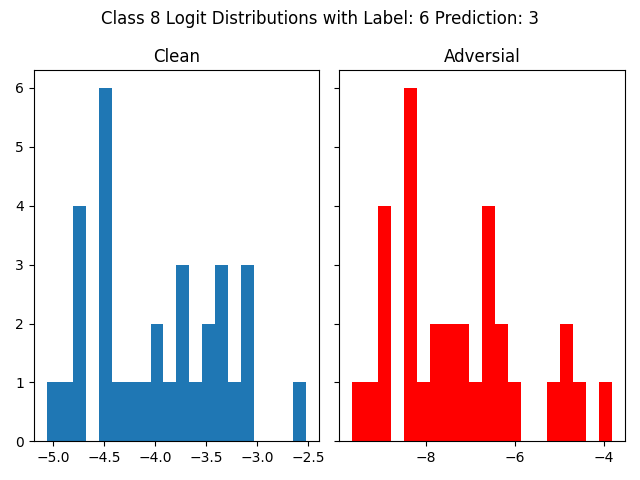 Class 8 Logit Distributions with Label: 6 Prediction: 3
Clean
Adversial
6
5
4
3
2
1
0
−5.0 −4.5 −4.0 −3.5 −3.0 −2.5
−8 −6 −4